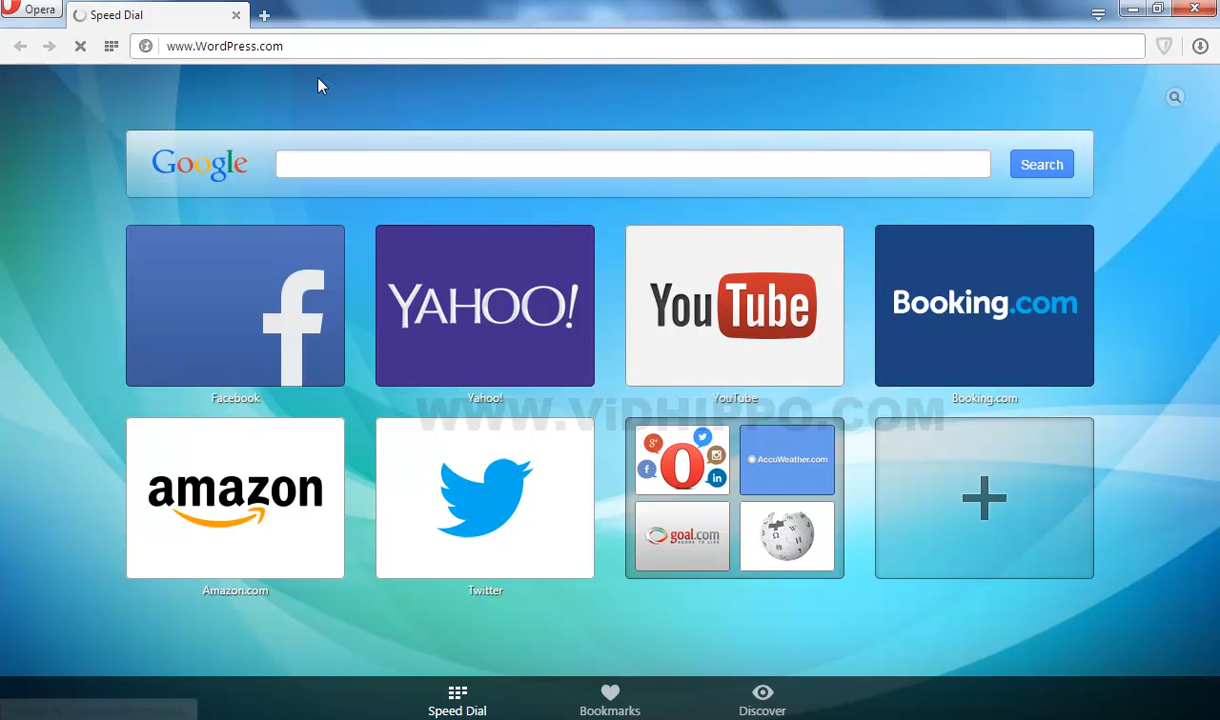 Opera
Speed Dial
www.WordPress.com
Google
Search
f
YAHOO!
YouTube
Booking.com
Facebook
Yahoo!
YouTube
Booking.com
WWW.ViDHiPPO.COM
amazon
g+
f
in
AccuWeather.com
goal.com
Amazon.com
Twitter
Speed Dial
Bookmarks
Discover